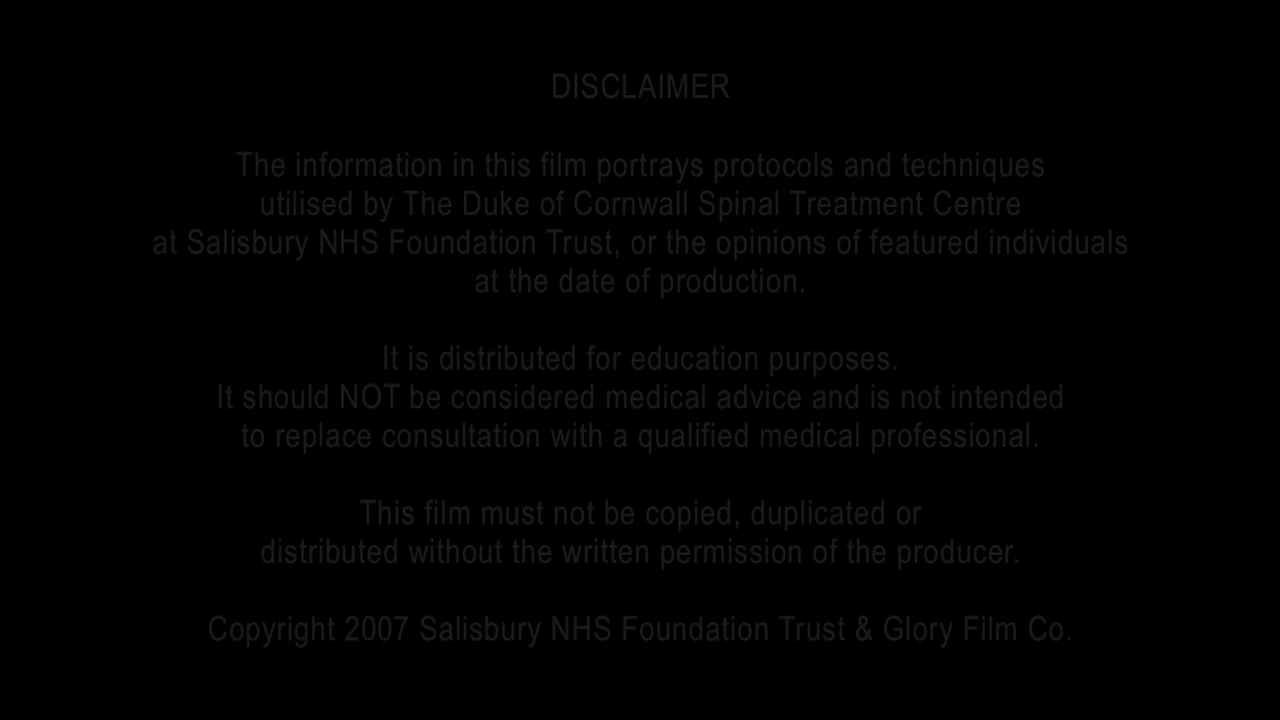 DISCLAIMER
The information in this film portrays protocols and techniques
utilised by The Duke of Cornwall Spinal Treatment Centre
at Salisbury NHS Foundation Trust, or the opinions of featured individuals
at the date of production.
It is distributed for education purposes.
It should NOT be considered medical advice and is not intended
to replace consultation with a qualified medical professional.
This film must not be copied, duplicated or
distributed without the written permission of the producer.
Copyright 2007 Salisbury NHS Foundation Trust & Glory Film Co.